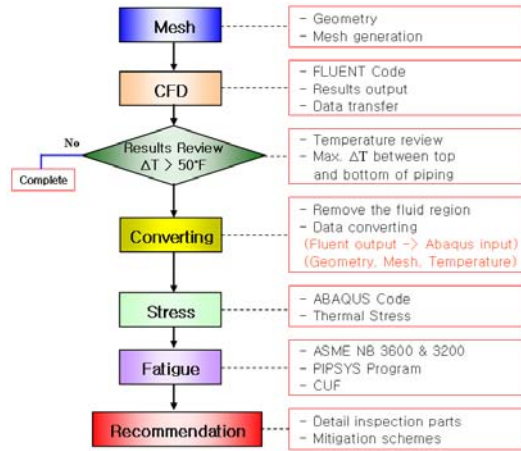 Mesh
- Geometry
- Mesh generation
CFD
- FLUENT Code
- Results output
- Data transfer
No
Results Review
ΔT > 50°F
Complete
- Temperature review
- Max. ΔT between top
and bottom of piping
Converting
- Remove the fluid region
- Data converting
(Fluent output -> Abaqus input)
(Geometry, Mesh, Temperature)
Stress
- ABAQUS Code
- Thermal Stress
Fatigue
- ASME NB 3600 & 3200
- PIPSYS Program
- CUF
Recommendation
- Detail inspection parts
- Mitigation schemes